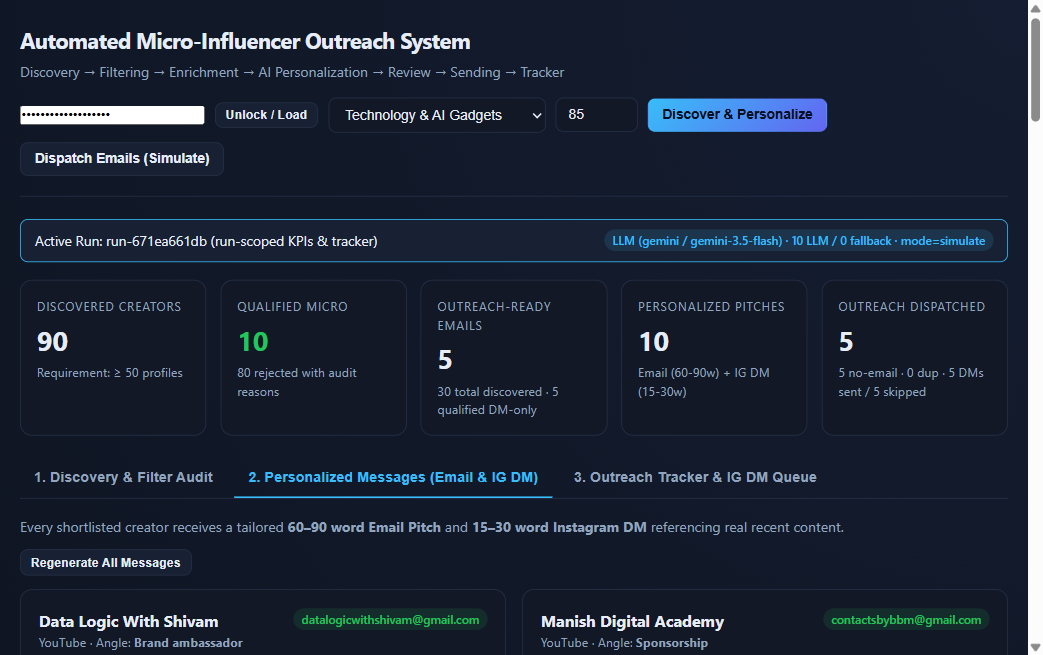 Automated Micro-Influencer Outreach System
Discovery → Filtering → Enrichment → AI Personalization → Review → Sending → Tracker
•••••••••••••••••• Unlock / Load Technology & AI Gadgets 85 Discover & Personalize
Dispatch Emails (Simulate)
Active Run: run-671ea661db (run-scoped KPIs & tracker) LLM (gemini / gemini-3.5-flash) · 10 LLM / 0 fallback · mode=simulate
DISCOVERED CREATORS
90
Requirement: ≥ 50 profiles
QUALIFIED MICRO
10
80 rejected with audit
reasons
OUTREACH-READY
EMAILS
5
30 total discovered · 5
qualified DM-only
PERSONALIZED PITCHES
10
Email (60-90w) + IG DM
(15-30w)
OUTREACH DISPATCHED
5
5 no-email · 0 dup · 5 DMs
sent / 5 skipped
1. Discovery & Filter Audit 2. Personalized Messages (Email & IG DM) 3. Outreach Tracker & IG DM Queue
Every shortlisted creator receives a tailored 60–90 word Email Pitch and 15–30 word Instagram DM referencing real recent content.
Regenerate All Messages
Data Logic With Shivam datalogicwithshivam@gmail.com
YouTube · Angle: Brand ambassador
Manish Digital Academy contactsbybbm@gmail.com
YouTube · Angle: Sponsorship